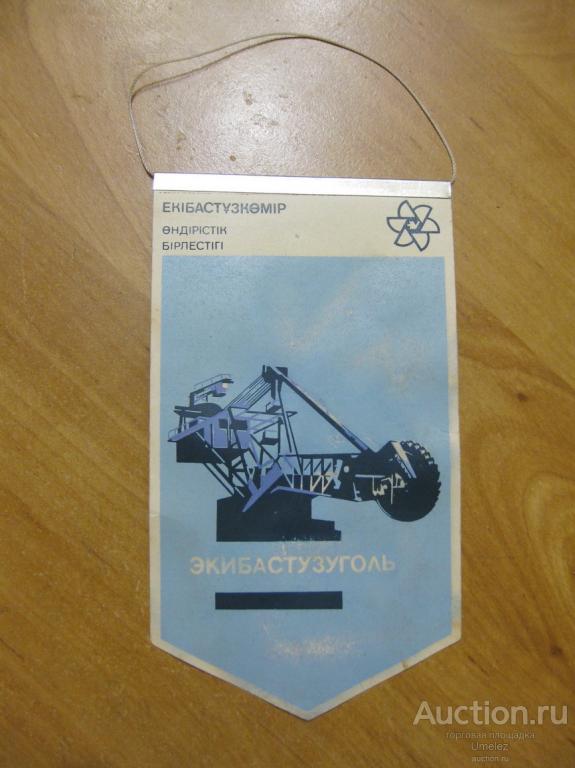 ЕКІБАСТҰЗКӨМІР
ӨНДІРІСТІК
БІРЛЕСТІГІ
ЭКИБАСТУЗУГОЛЬ
Auction.ru
торговая площадка
Umelez
auction.ru